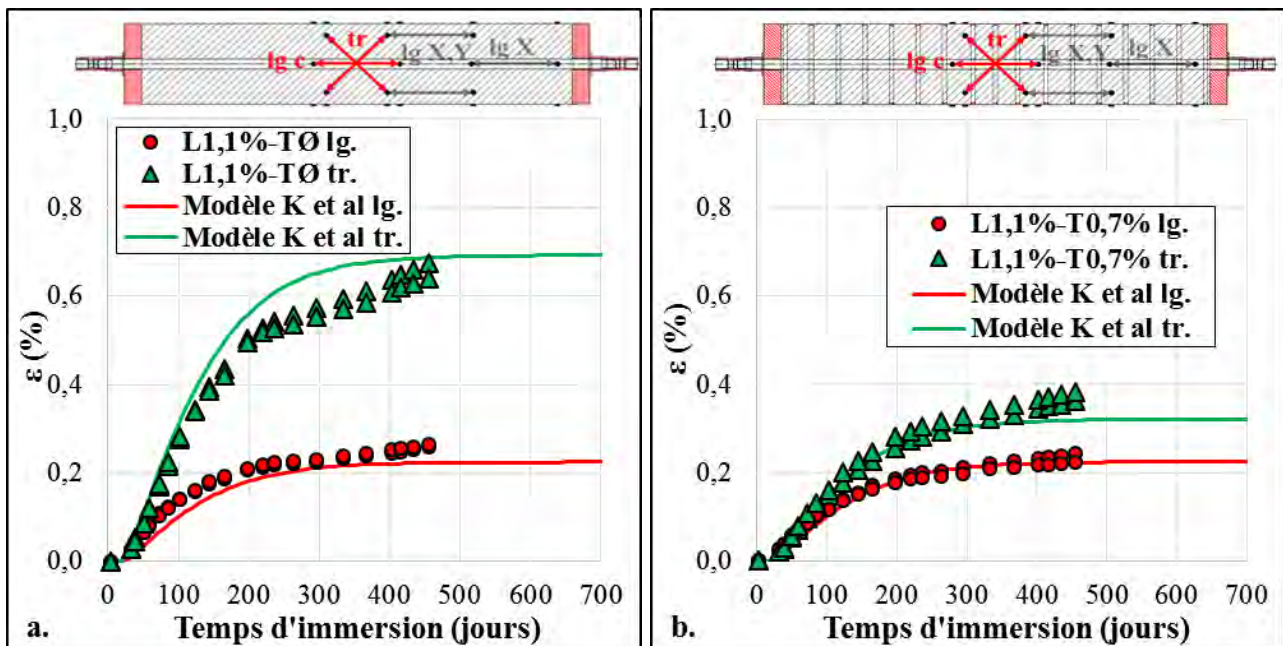 tr
lg c
lg X,Y
lg X
1,0
0,8
0,6
0,4
0,2
0,0
ε (%)
L1,1%-TØ lg.
L1,1%-TØ tr.
Modèle K et al lg.
Modèle K et al tr.
0 100 200 300 400 500 600 700
a. Temps d'immersion (jours)
tr
lg c
lg X,Y
lg X
1,0
0,8
0,6
0,4
0,2
0,0
ε (%)
L1,1%-T0,7% lg.
L1,1%-T0,7% tr.
Modèle K et al lg.
Modèle K et al tr.
0 100 200 300 400 500 600 700
b. Temps d'immersion (jours)